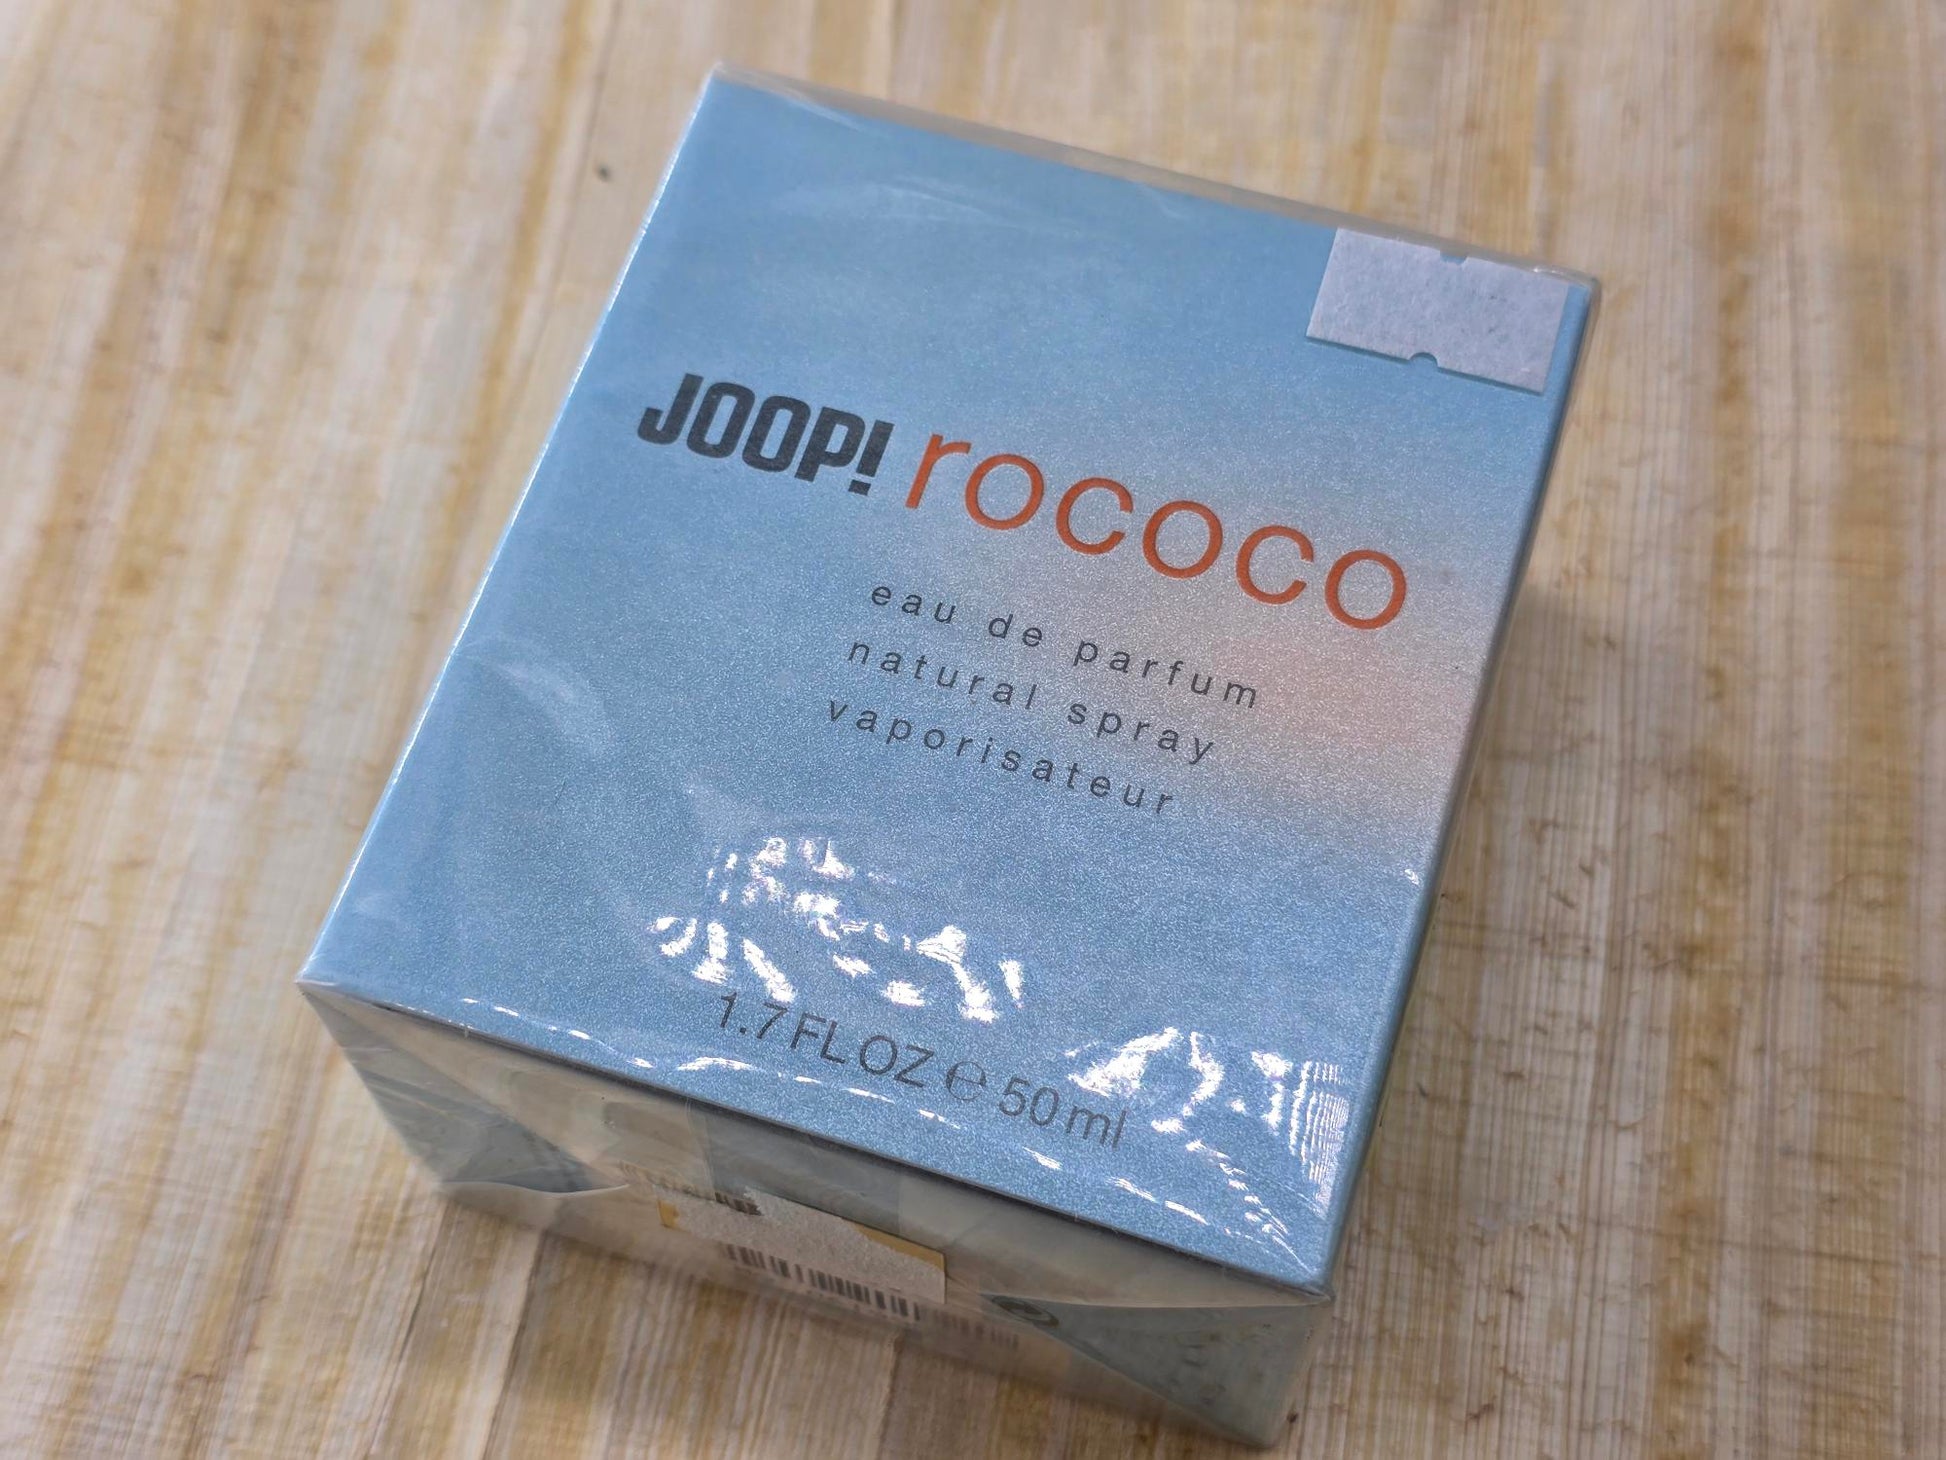 JOOP! rococo
eau de parfum
natural spray
vaporisateur
1.7 FL OZ ℮ 50 ml